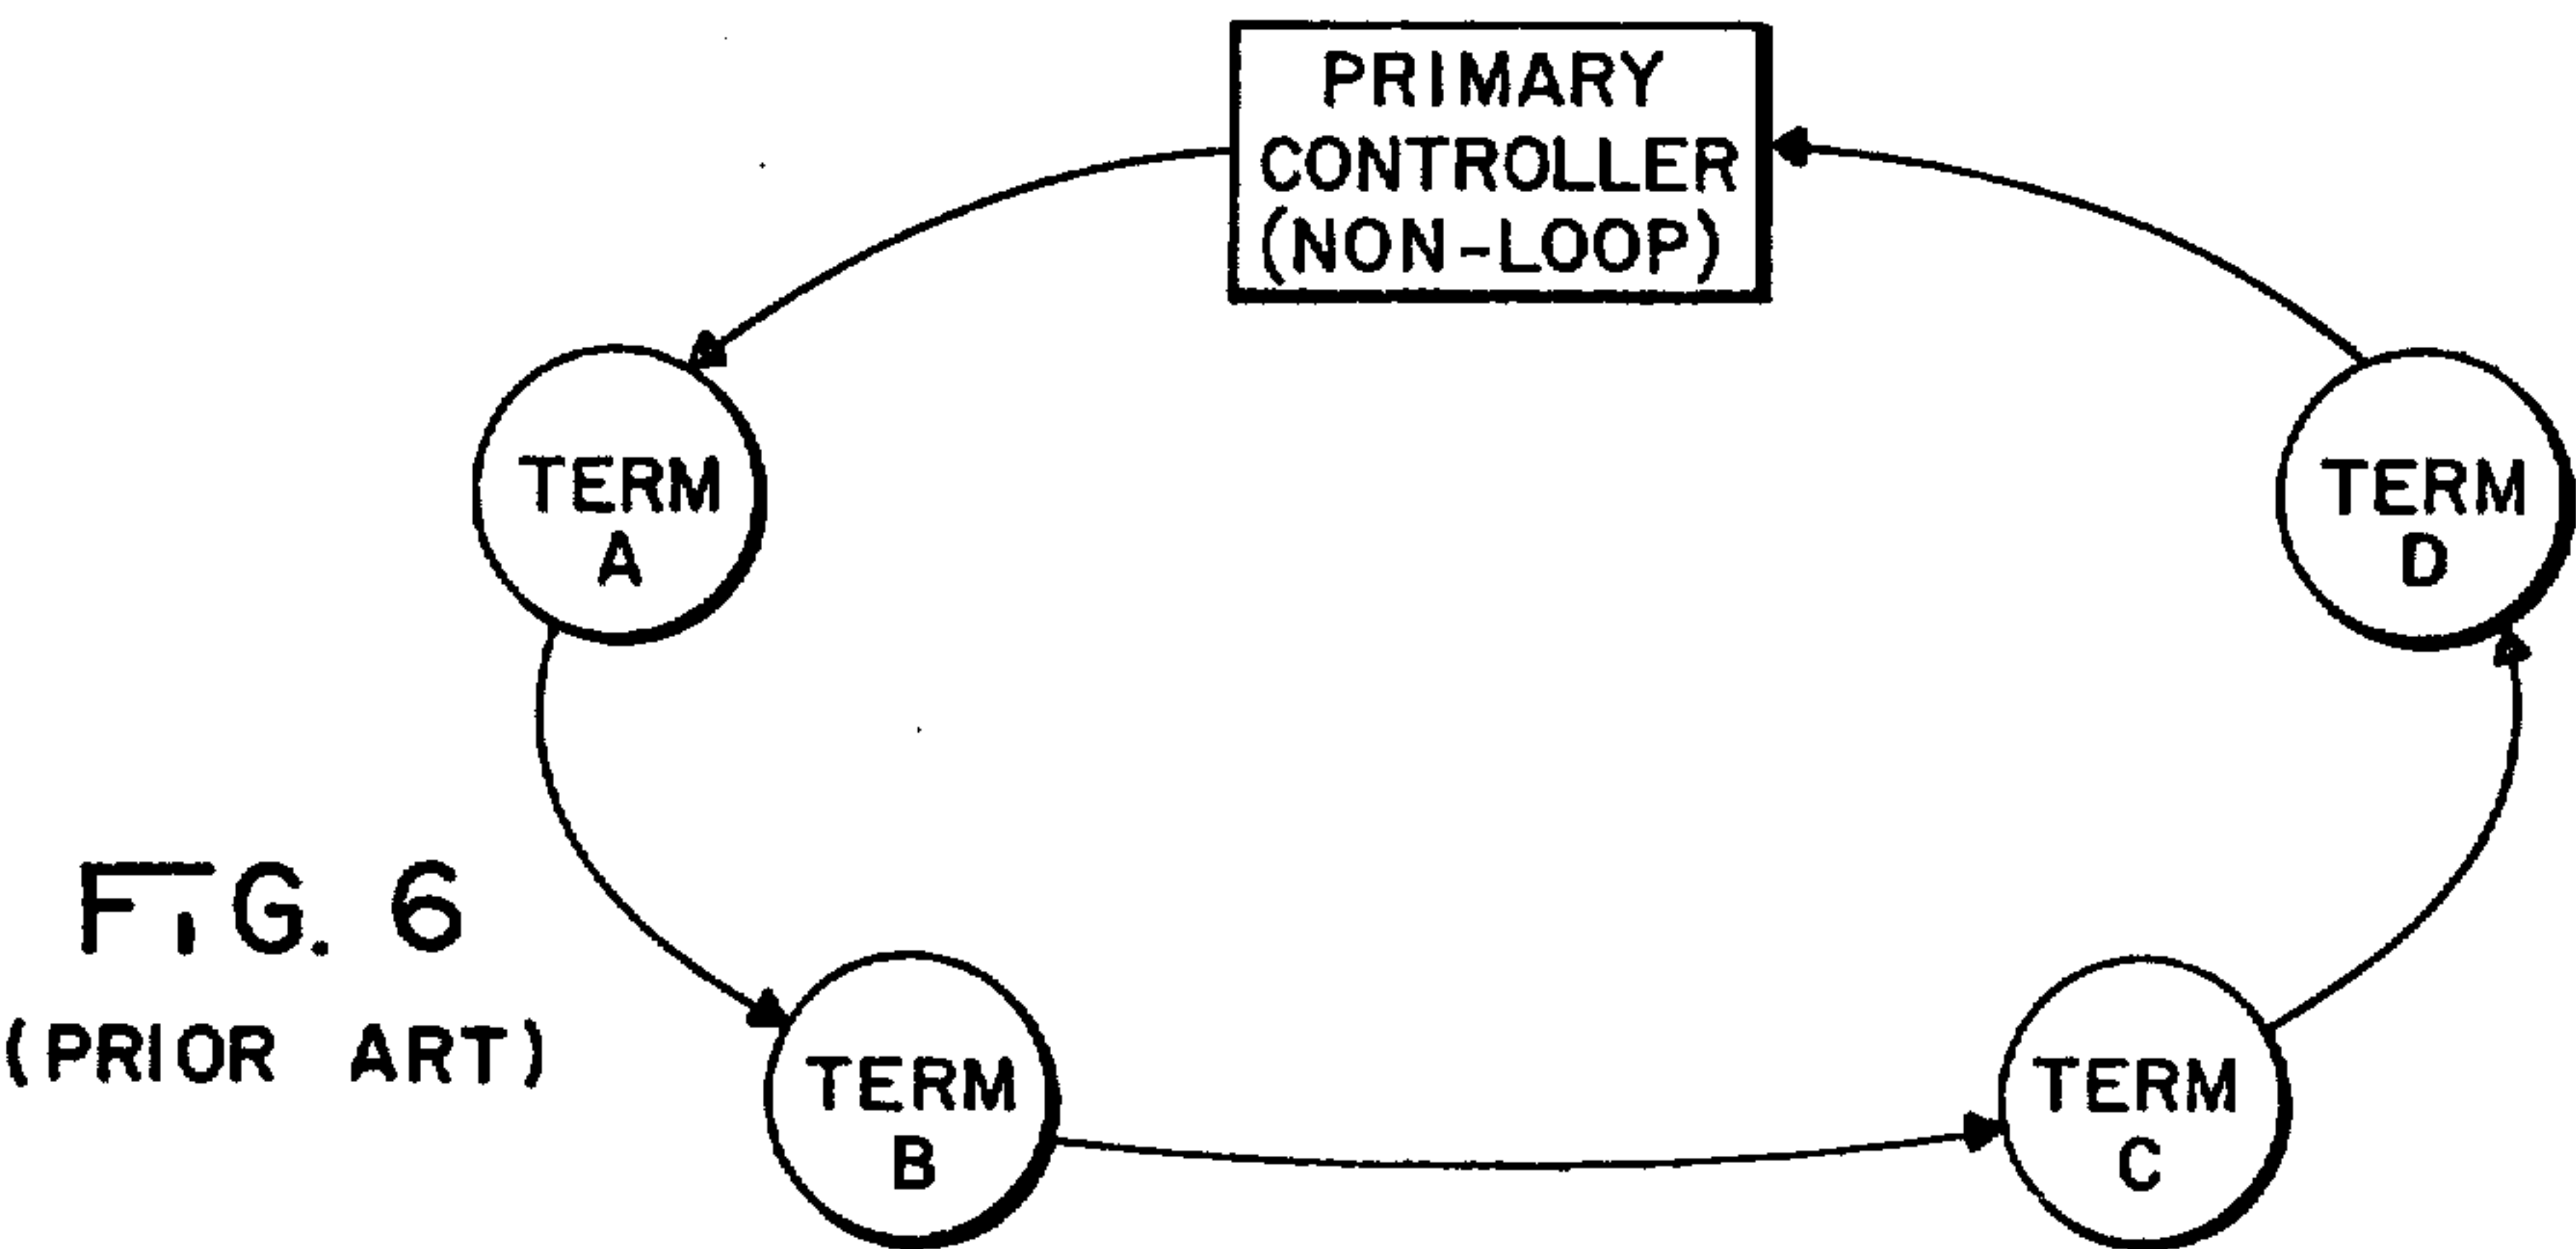 PRIMARY
CONTROLLER
(NON-LOOP)
TERM
A
TERM
D
FIG. 6
(PRIOR ART)
TERM
B
TERM
C